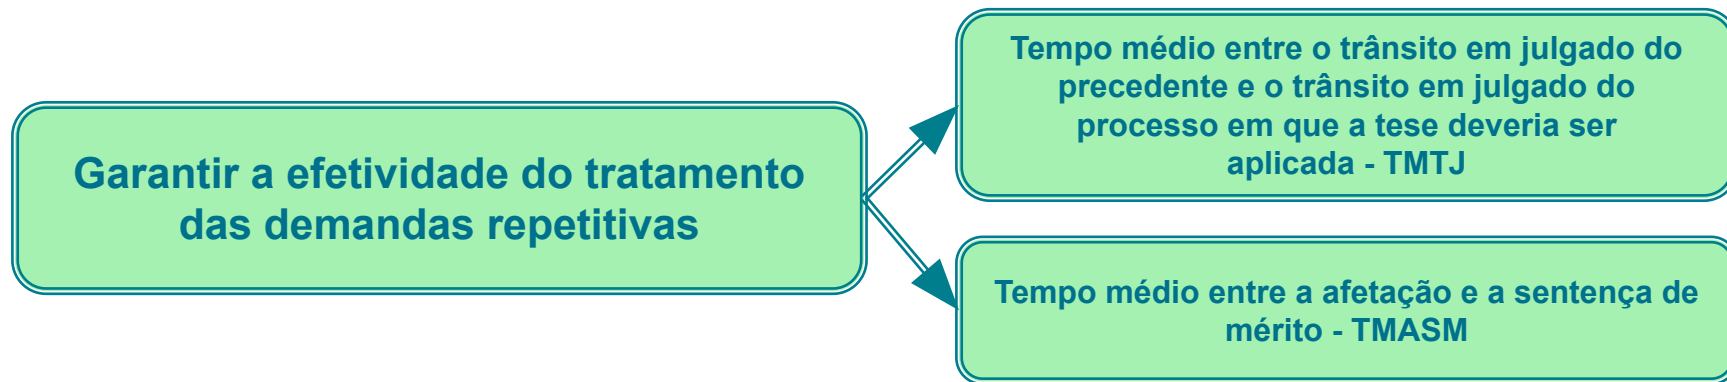 Garantir a efetividade do tratamento
das demandas repetitivas
Tempo médio entre o trânsito em julgado do
precedente e o trânsito em julgado do
processo em que a tese deveria ser
aplicada - TMTJ
Tempo médio entre a afetação e a sentença de
mérito - TMASM